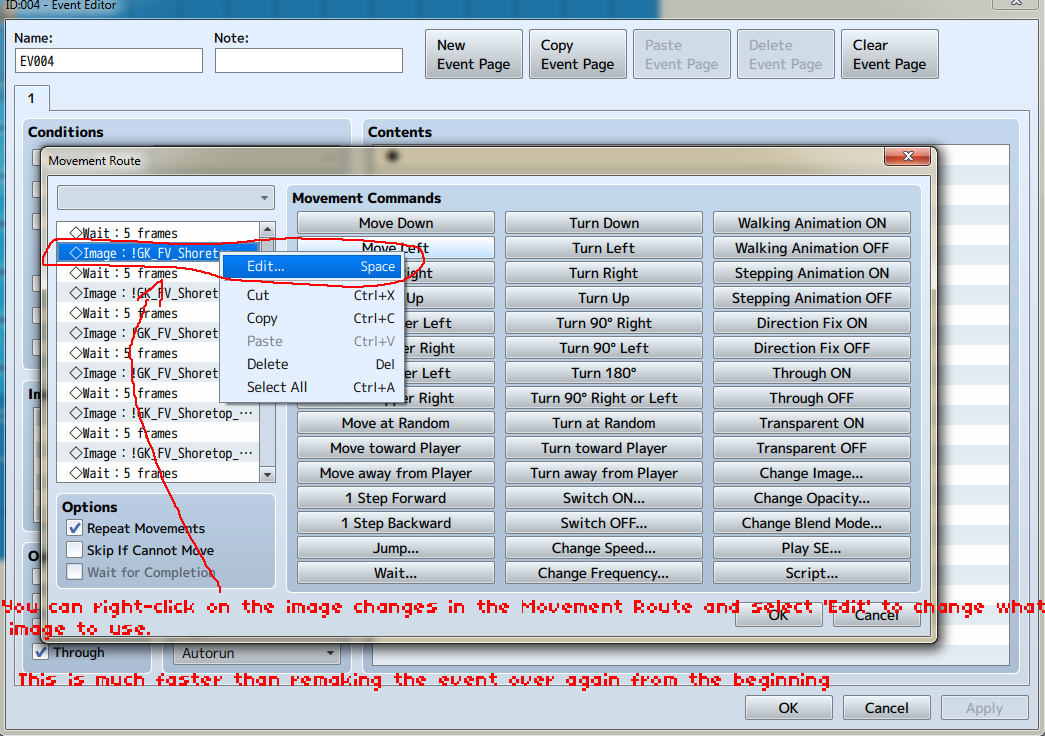 ID:004 - Event Editor
Name:
Note:
EV004
New Event Page
Copy Event Page
Paste Event Page
Delete Event Page
Clear Event Page
1
Conditions
Contents
Movement Route
Movement Commands
◇Wait：5 frames
◇Image：!GK_FV_Shoret
◇Wait：5 frames
◇Image：!GK_FV_Shoret
◇Wait：5 frames
◇Image：!GK_FV_Shoret
◇Wait：5 frames
◇Image：!GK_FV_Shoret
◇Wait：5 frames
◇Image：!GK_FV_Shoretop_…
◇Wait：5 frames
◇Image：!GK_FV_Shoretop_…
◇Wait：5 frames
Edit... Space
Cut Ctrl+X
Copy Ctrl+C
Paste Ctrl+V
Delete Del
Select All Ctrl+A
Move Down Turn Down Walking Animation ON
Move Left Turn Left Walking Animation OFF
Turn Right Stepping Animation ON
Up Turn Up Stepping Animation OFF
Left Turn 90° Right Direction Fix ON
Right Turn 90° Left Direction Fix OFF
Left Turn 180° Through ON
Right Turn 90° Right or Left Through OFF
Move at Random Turn at Random Transparent ON
Move toward Player Turn toward Player Transparent OFF
Move away from Player Turn away from Player Change Image...
1 Step Forward Switch ON... Change Opacity...
1 Step Backward Switch OFF... Change Blend Mode...
Jump... Change Speed... Play SE...
Wait... Change Frequency... Script...
Options
Repeat Movements
Skip If Cannot Move
Wait for Completion
OK Cancel
You can right-click on the image changes in the Movement Route and select 'Edit' to change what
image to use.
Through
Autorun
This is much faster than remaking the event over again from the beginning
OK Cancel Apply